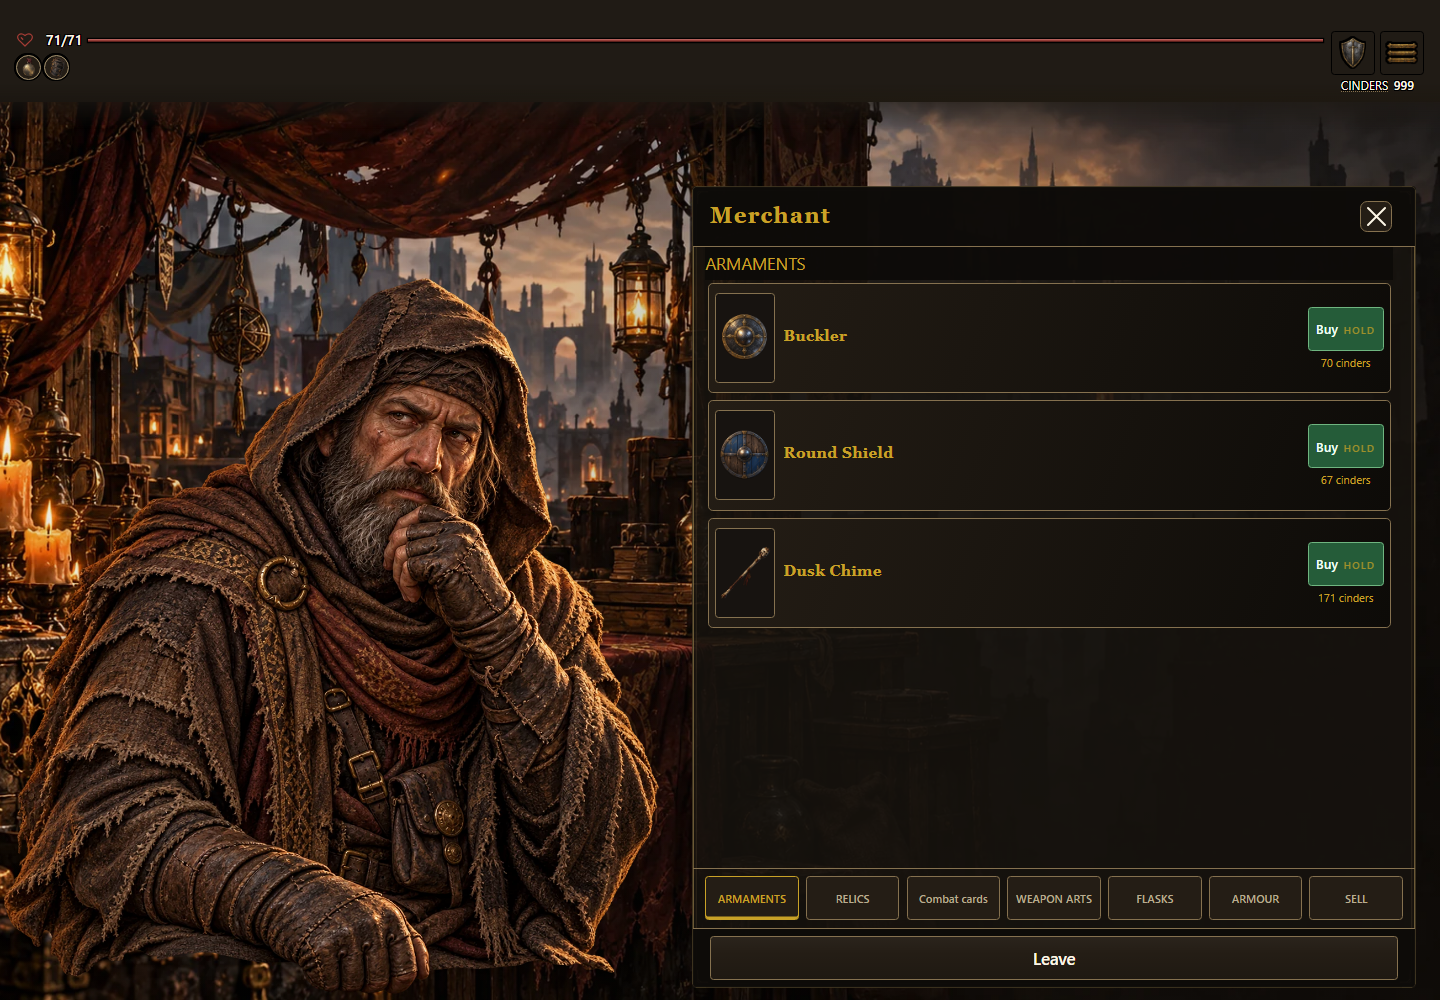 71/71
CINDERS 999
Merchant
ARMAMENTS
Buckler
Buy HOLD
70 cinders
Round Shield
Buy HOLD
67 cinders
Dusk Chime
Buy HOLD
171 cinders
ARMAMENTS RELICS Combat cards WEAPON ARTS FLASKS ARMOUR SELL
Leave